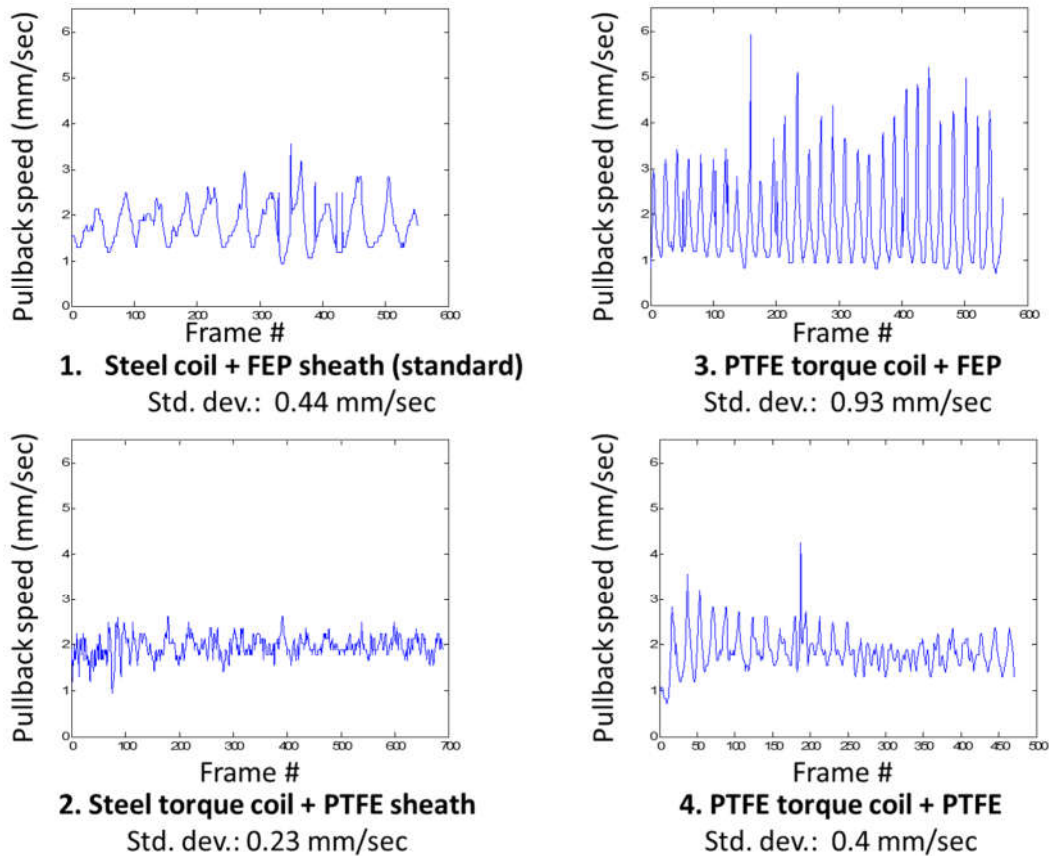 Pullback speed (mm/sec)
6
5
4
3
2
1
0
0 100 200 300 400 500 600
Frame #
1. Steel coil + FEP sheath (standard)
Std. dev.: 0.44 mm/sec
Pullback speed (mm/sec)
6
5
4
3
2
1
0
0 100 200 300 400 500 600
Frame #
3. PTFE torque coil + FEP
Std. dev.: 0.93 mm/sec
Pullback speed (mm/sec)
6
5
4
3
2
1
0
0 100 200 300 400 500 600 700
Frame #
2. Steel torque coil + PTFE sheath
Std. dev.: 0.23 mm/sec
Pullback speed (mm/sec)
6
5
4
3
2
1
0
0 50 100 150 200 250 300 350 400 450 500
Frame #
4. PTFE torque coil + PTFE
Std. dev.: 0.4 mm/sec